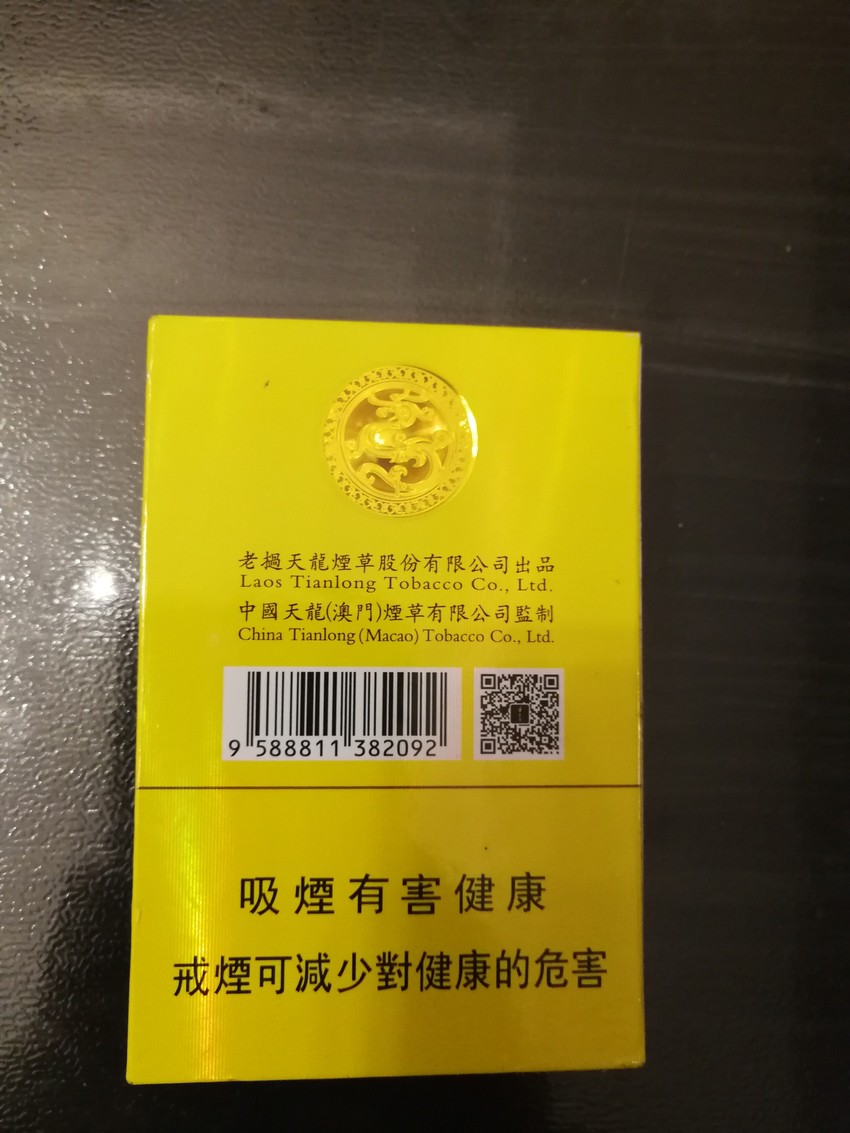 老撾天龍煙草股份有限公司出品
Laos Tianlong Tobacco Co., Ltd.
中國天龍(澳門)煙草有限公司監制
China Tianlong (Macao) Tobacco Co., Ltd.
9 588811 382092
吸煙有害健康
戒煙可減少對健康的危害